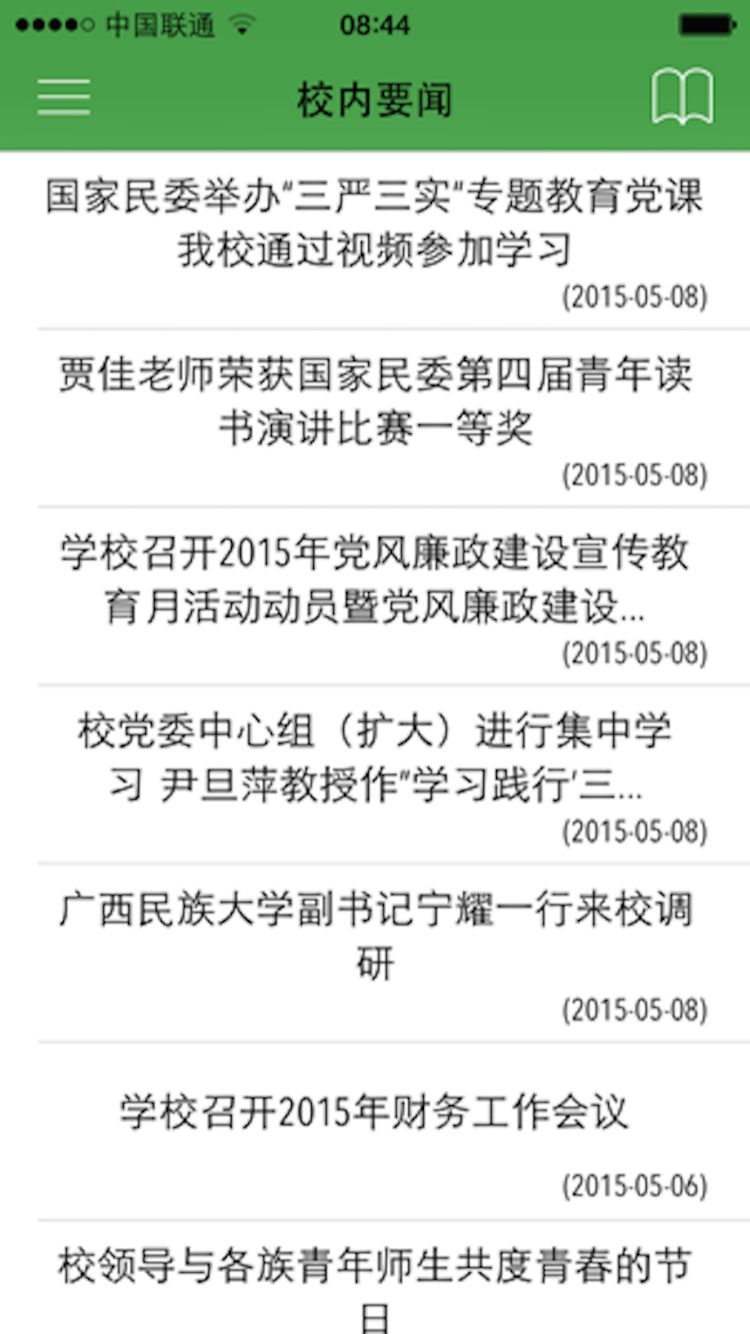 中国联通 08:44
校内要闻
国家民委举办“三严三实“专题教育党课
我校通过视频参加学习
(2015-05-08)
贾佳老师荣获国家民委第四届青年读
书演讲比赛一等奖
(2015-05-08)
学校召开2015年党风廉政建设宣传教
育月活动动员暨党风廉政建设...
(2015-05-08)
校党委中心组（扩大）进行集中学
习 尹旦萍教授作”学习践行’三...
(2015-05-08)
广西民族大学副书记宁耀一行来校调
研
(2015-05-08)
学校召开2015年财务工作会议
(2015-05-06)
校领导与各族青年师生共度青春的节
日